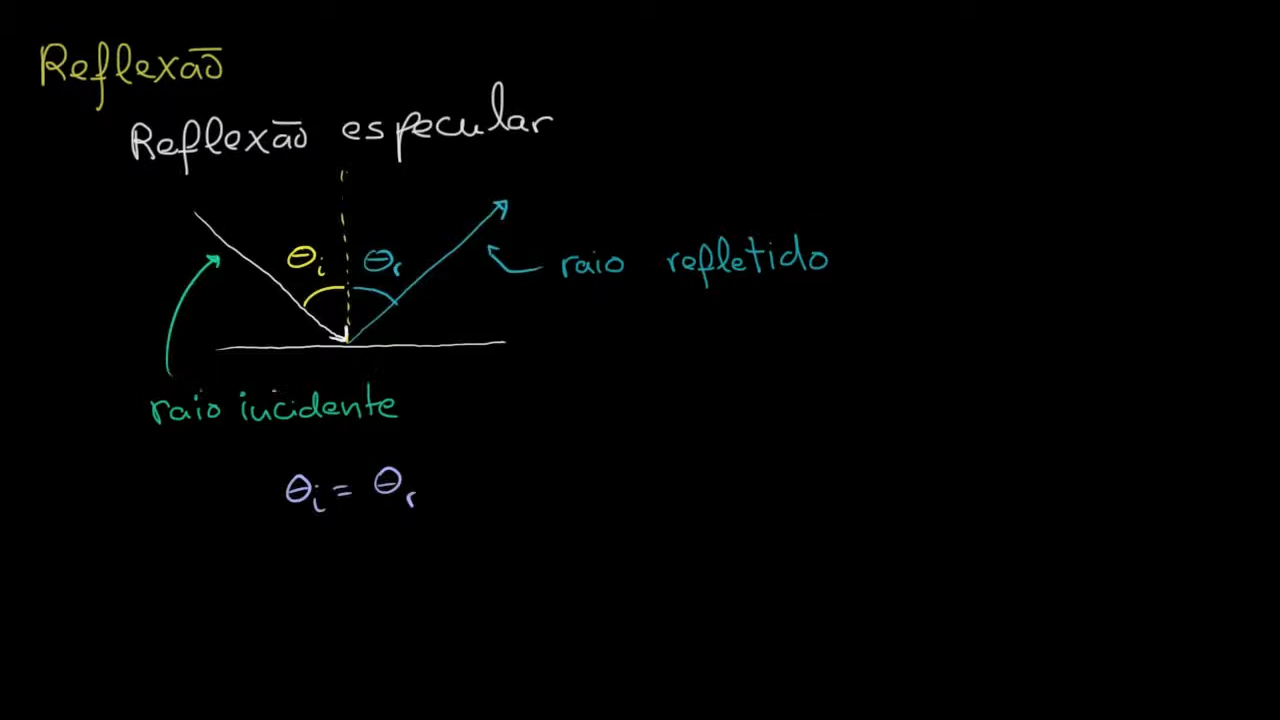 Reflexão
Reflexão especular
θi θr
raio refletido
raio incidente
θi = θr